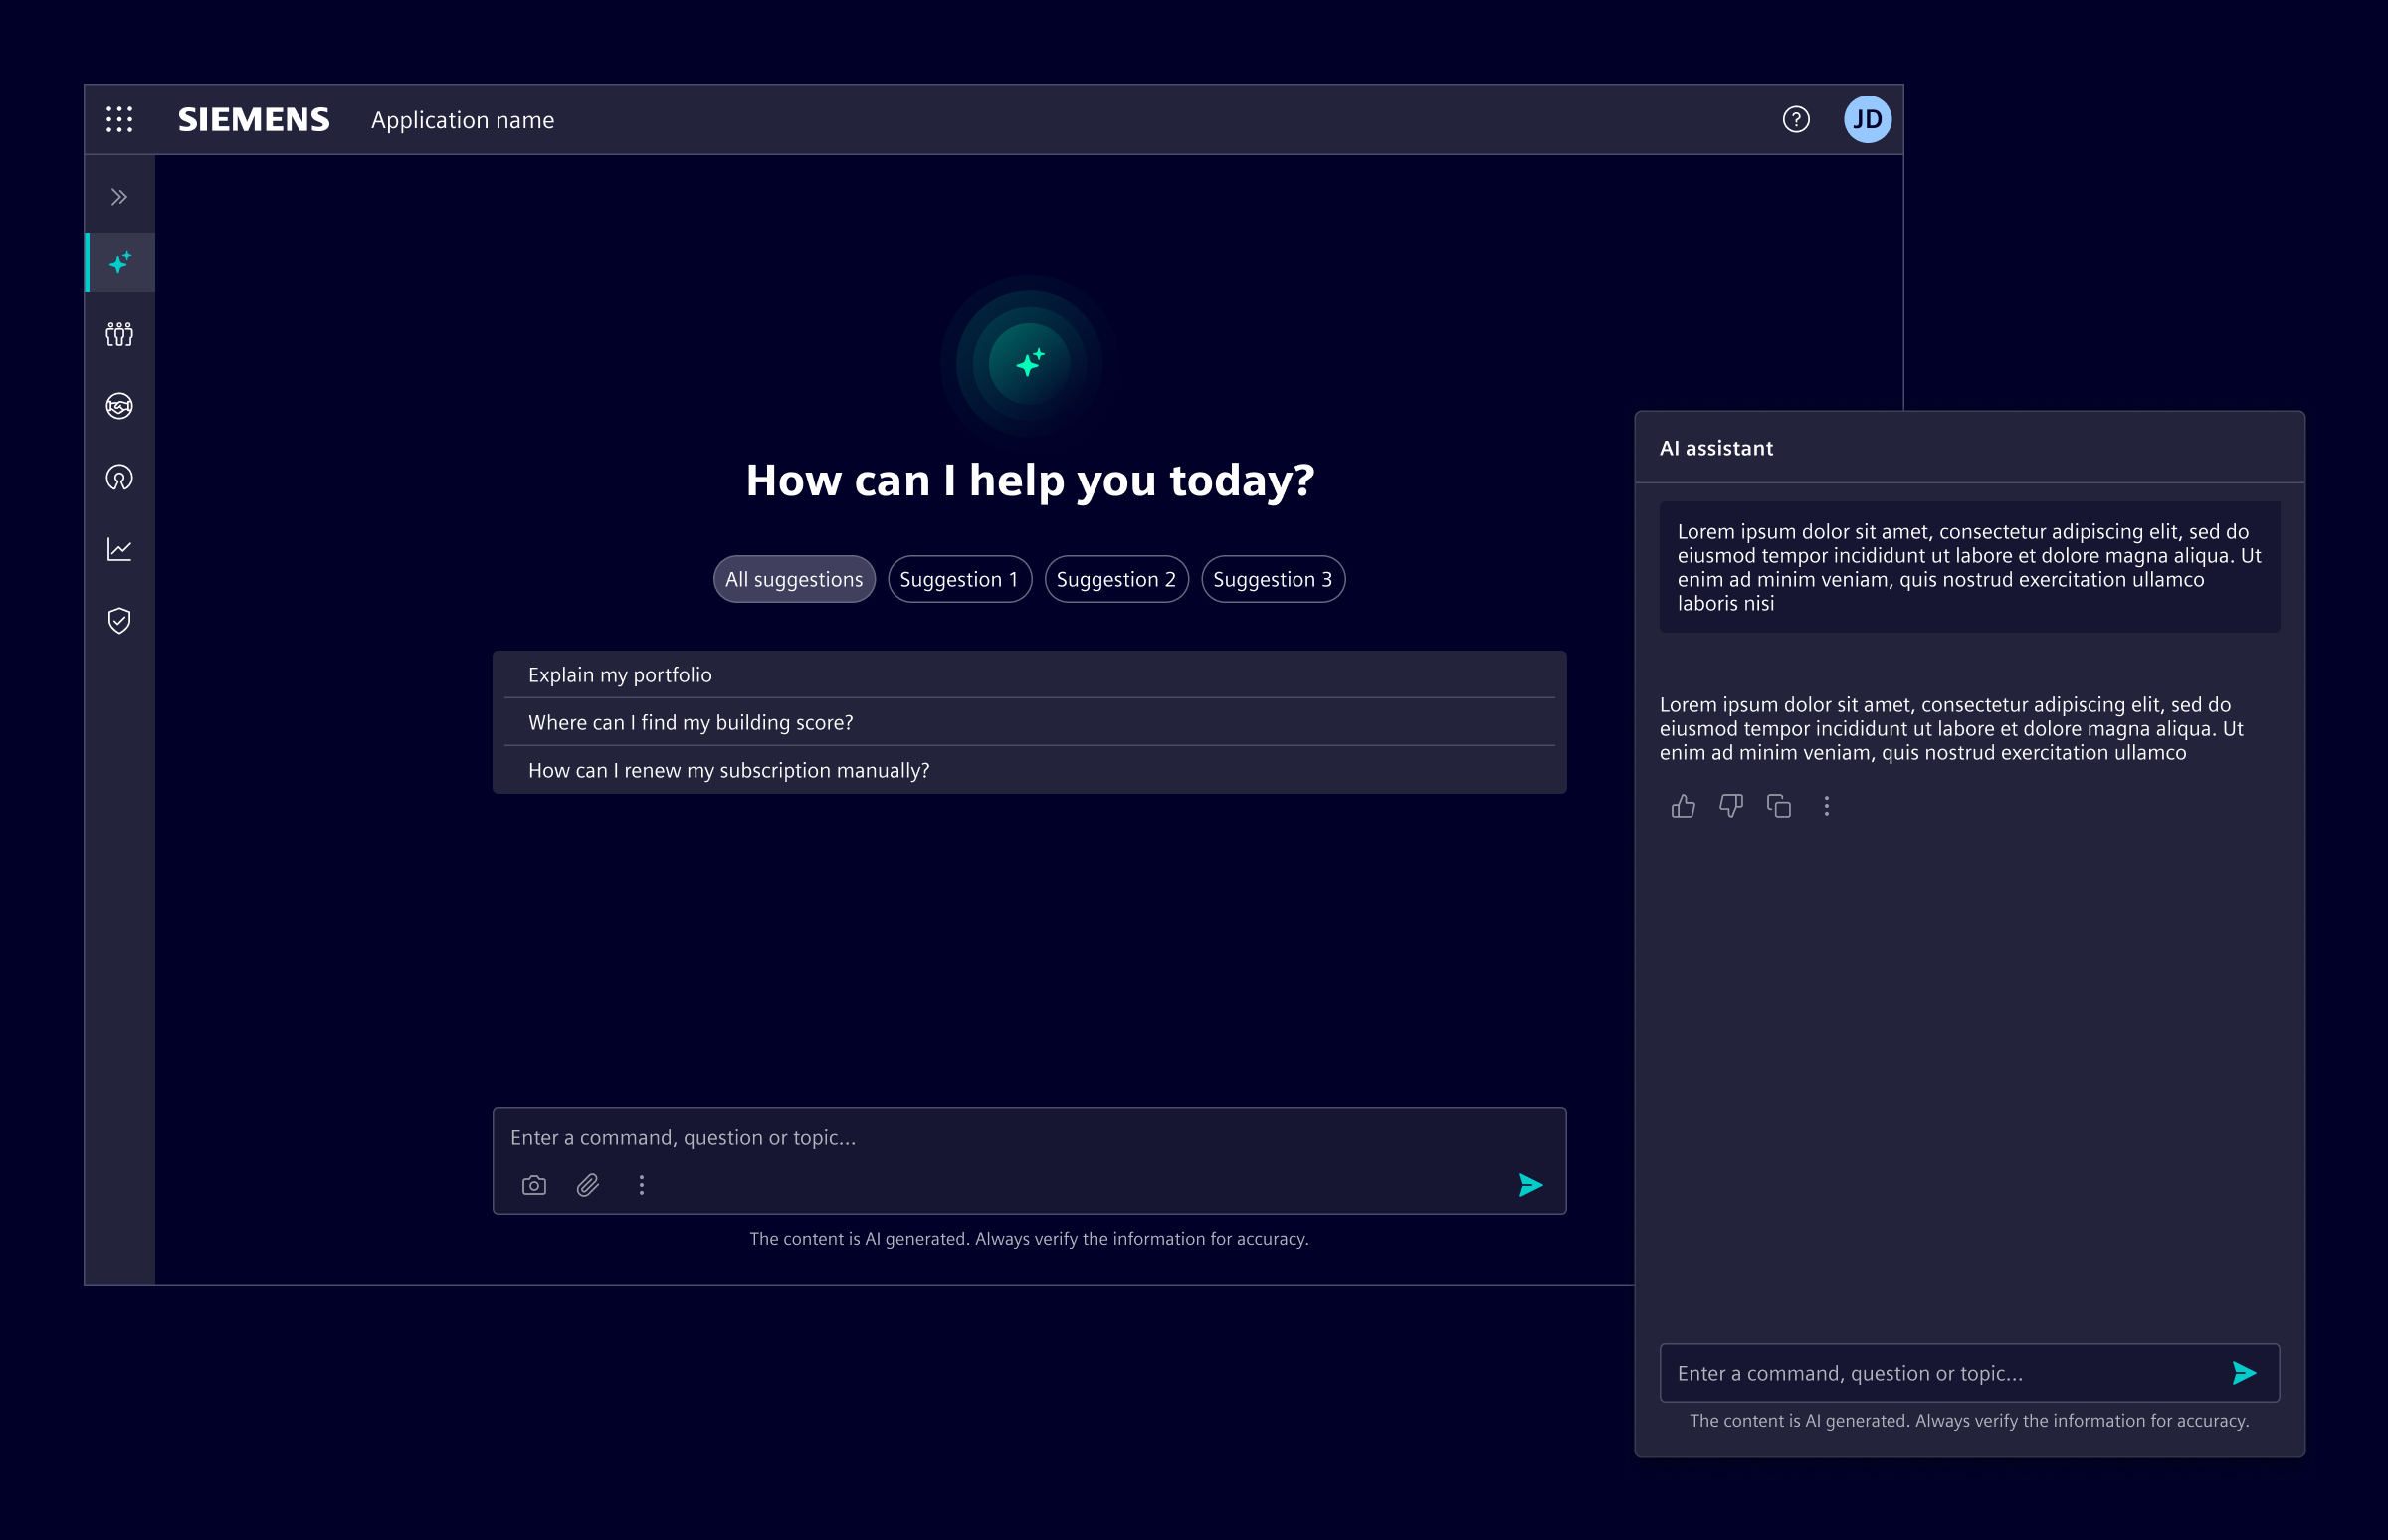 SIEMENS Application name JD
How can I help you today?
All suggestions Suggestion 1 Suggestion 2 Suggestion 3
Explain my portfolio
Where can I find my building score?
How can I renew my subscription manually?
Enter a command, question or topic...
The content is AI generated. Always verify the information for accuracy.
AI assistant
Lorem ipsum dolor sit amet, consectetur adipiscing elit, sed do
eiusmod tempor incididunt ut labore et dolore magna aliqua. Ut
enim ad minim veniam, quis nostrud exercitation ullamco
laboris nisi
Lorem ipsum dolor sit amet, consectetur adipiscing elit, sed do
eiusmod tempor incididunt ut labore et dolore magna aliqua. Ut
enim ad minim veniam, quis nostrud exercitation ullamco
Enter a command, question or topic...
The content is AI generated. Always verify the information for accuracy.